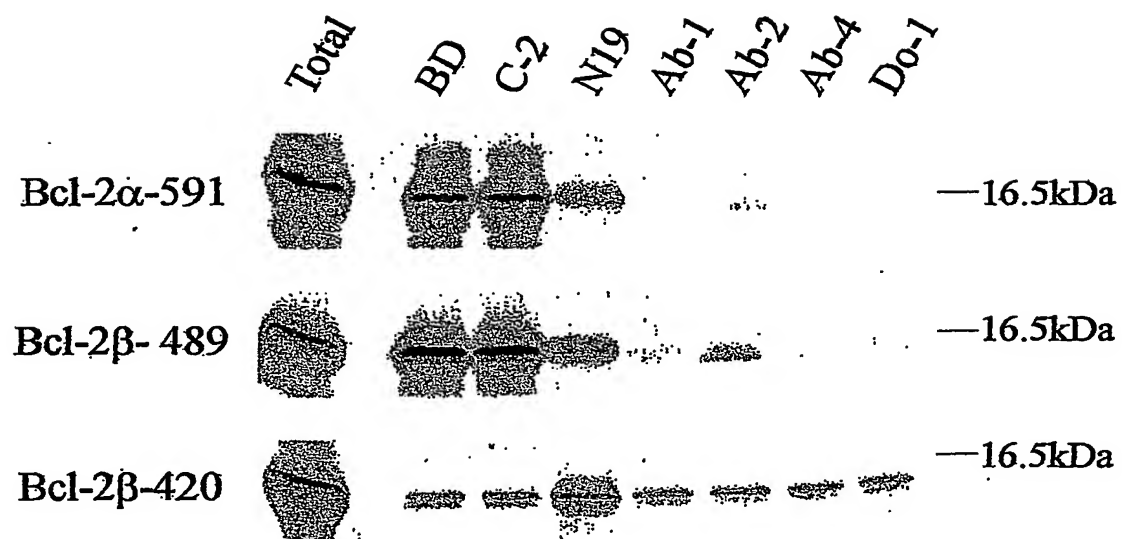 Total BD C-2 N19 Ab-1 Ab-2 Ab-4 Do-1
Bcl-2α-591 —16.5kDa
Bcl-2β- 489 —16.5kDa
Bcl-2β-420 —16.5kDa